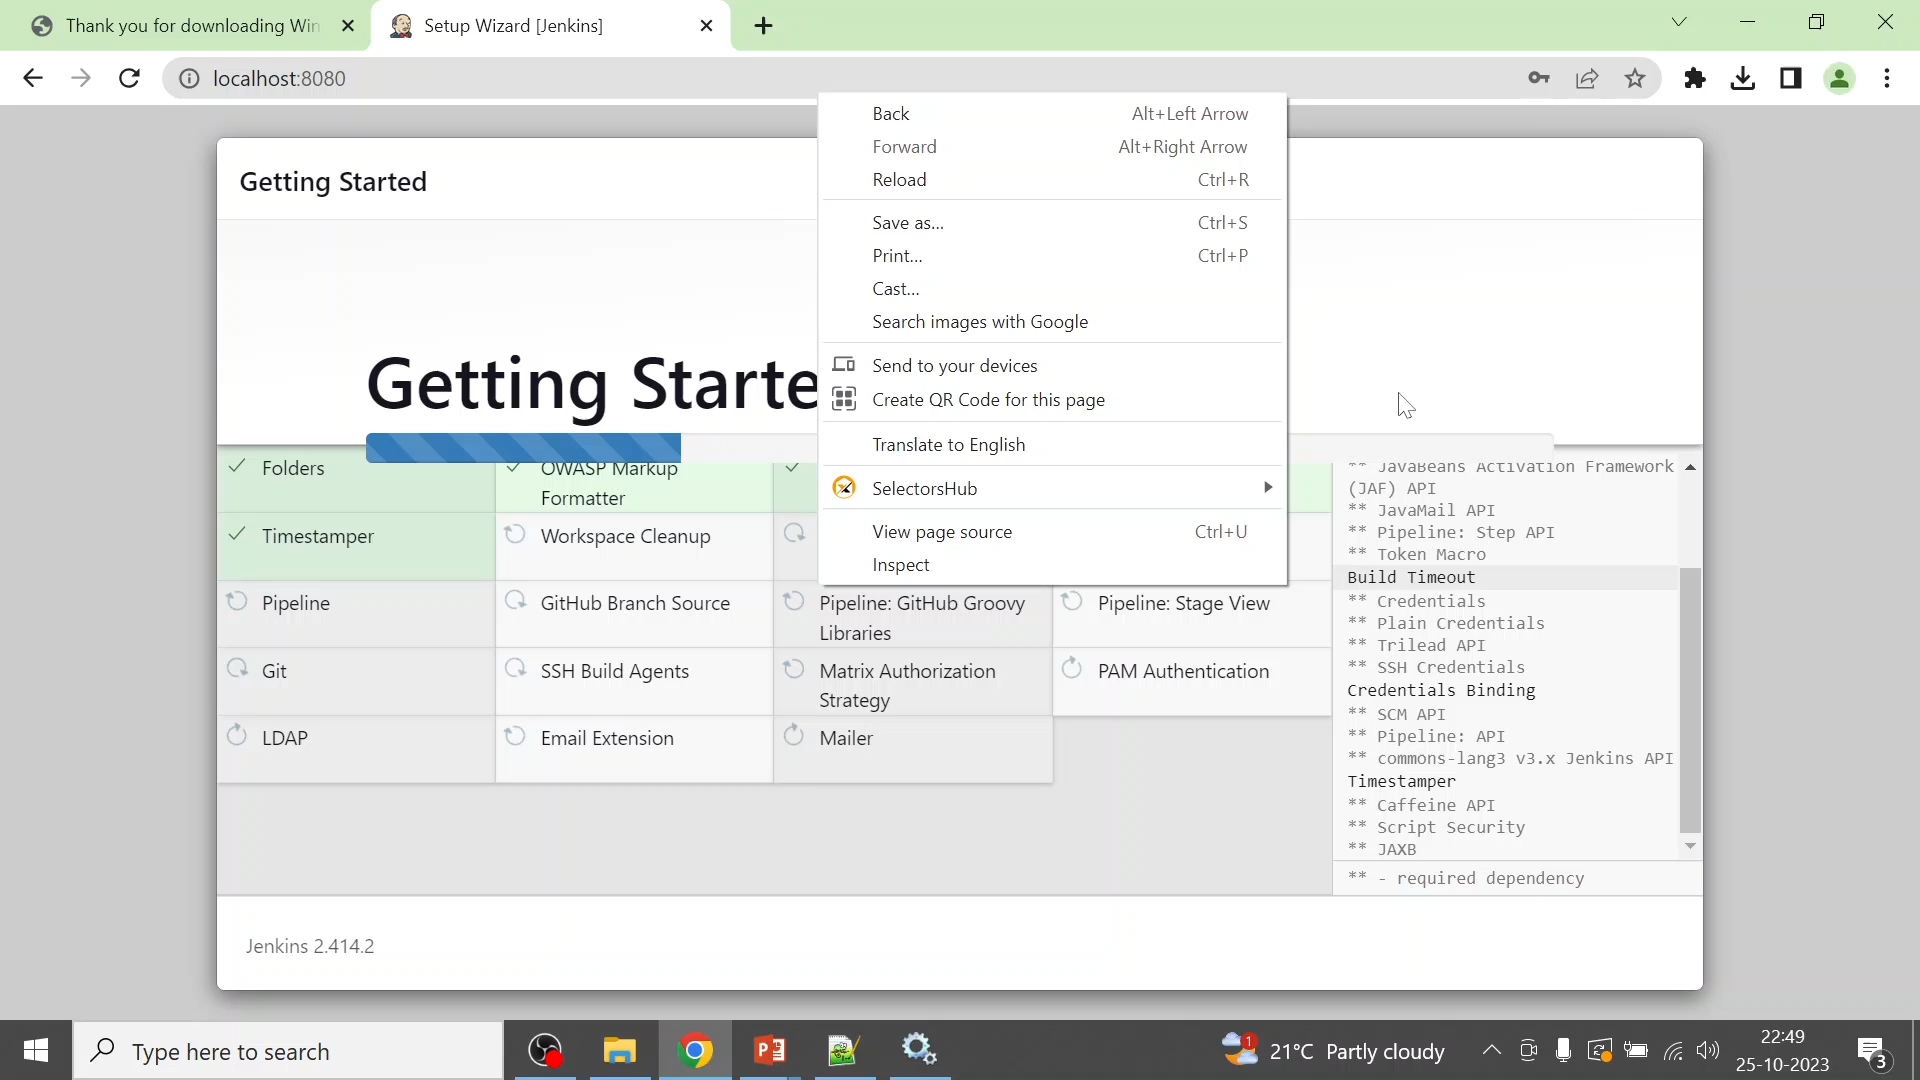 Thank you for downloading Win
Setup Wizard [Jenkins]
localhost:8080
Back Alt+Left Arrow
Forward Alt+Right Arrow
Reload Ctrl+R
Save as... Ctrl+S
Print... Ctrl+P
Cast...
Search images with Google
Send to your devices
Create QR Code for this page
Translate to English
SelectorsHub
View page source Ctrl+U
Inspect
Getting Started
Getting Starte
Folders
OWASP Markup
Formatter
Timestamper
Workspace Cleanup
Pipeline
GitHub Branch Source
Pipeline: GitHub Groovy
Libraries
Pipeline: Stage View
Git
SSH Build Agents
Matrix Authorization
Strategy
PAM Authentication
LDAP
Email Extension
Mailer
** JavaBeans Activation Framework
(JAF) API
** JavaMail API
** Pipeline: Step API
** Token Macro
Build Timeout
** Credentials
** Plain Credentials
** Trilead API
** SSH Credentials
Credentials Binding
** SCM API
** Pipeline: API
** commons-lang3 v3.x Jenkins API
Timestamper
** Caffeine API
** Script Security
** JAXB
** - required dependency
Jenkins 2.414.2
Type here to search
1
21°C Partly cloudy
22:49
25-10-2023
3